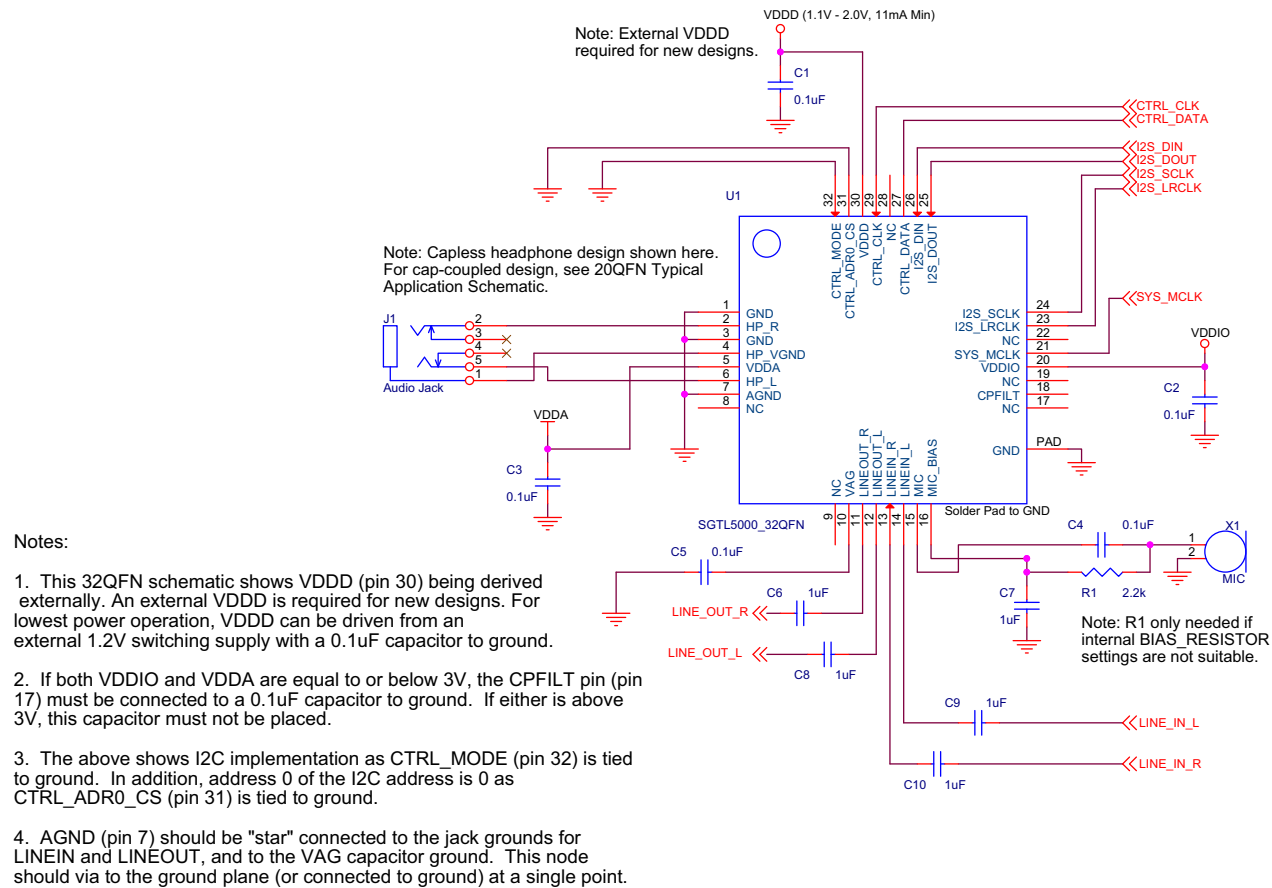 VDDD (1.1V - 2.0V, 11mA Min)
Note: External VDDD
required for new designs.
C1
0.1uF
CTRL_CLK
CTRL_DATA
I2S_DIN
I2S_DOUT
I2S_SCLK
I2S_LRCLK
U1
32
31
30
29
28
27
26
25
CTRL_MODE
CTRL_ADR0_CS
VDDD
CTRL_CLK
NC
CTRL_DATA
I2S_DIN
I2S_DOUT
Note: Capless headphone design shown here.
For cap-coupled design, see 20QFN Typical
Application Schematic.
SYS_MCLK
J1
2
3
4
5
1
Audio Jack
1 GND
2 HP_R
3 GND
4 HP_VGND
5 VDDA
6 HP_L
7 AGND
8 NC
I2S_SCLK 24
I2S_LRCLK 23
NC 22
SYS_MCLK 21
VDDIO 20
NC 19
CPFILT 18
NC 17
GND PAD
VDDIO
C2
0.1uF
VDDA
C3
0.1uF
NC
VAG
LINEOUT_R
LINEOUT_L
LINEIN_R
LINEIN_L
MIC
MIC_BIAS
9
10
11
12
13
14
15
16
SGTL5000_32QFN
Solder Pad to GND
C5
0.1uF
C6
1uF
LINE_OUT_R
LINE_OUT_L
C8
1uF
C4
0.1uF
X1
1
2
MIC
C7
1uF
R1
2.2k
Note: R1 only needed if
internal BIAS_RESISTOR
settings are not suitable.
C9
1uF
LINE_IN_L
C10
1uF
LINE_IN_R
Notes:
1. This 32QFN schematic shows VDDD (pin 30) being derived
externally. An external VDDD is required for new designs. For
lowest power operation, VDDD can be driven from an
external 1.2V switching supply with a 0.1uF capacitor to ground.
2. If both VDDIO and VDDA are equal to or below 3V, the CPFILT pin (pin
17) must be connected to a 0.1uF capacitor to ground. If either is above
3V, this capacitor must not be placed.
3. The above shows I2C implementation as CTRL_MODE (pin 32) is tied
to ground. In addition, address 0 of the I2C address is 0 as
CTRL_ADR0_CS (pin 31) is tied to ground.
4. AGND (pin 7) should be "star" connected to the jack grounds for
LINEIN and LINEOUT, and to the VAG capacitor ground. This node
should via to the ground plane (or connected to ground) at a single point.